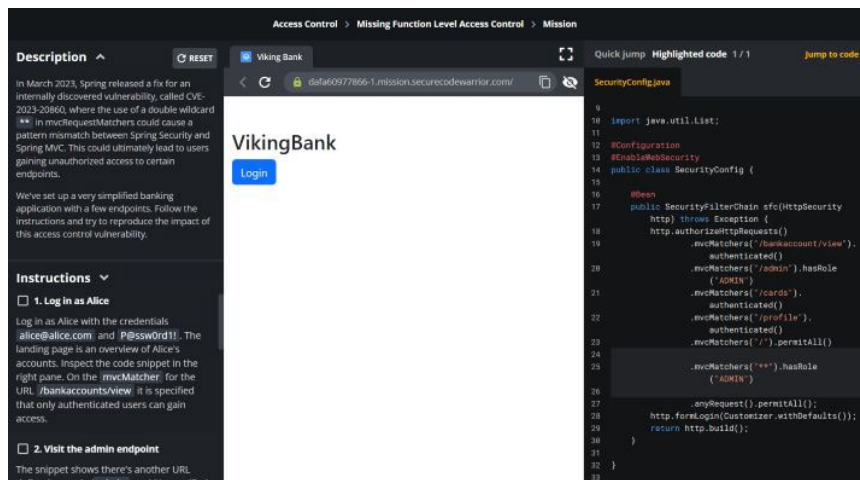 Access Control > Missing Function Level Access Control > Mission
Description
RESET
In March 2023, Spring released a fix for an
internally discovered vulnerability, called CVE-
2023-20860, where the use of a double wildcard
** in mvcRequestMatchers could cause a
pattern mismatch between Spring Security and
Spring MVC. This could ultimately lead to users
gaining unauthorized access to certain
endpoints.
We've set up a very simplified banking
application with a few endpoints. Follow the
instructions and try to reproduce the impact of
this access control vulnerability.
Instructions
1. Log in as Alice
Log in as Alice with the credentials
alice@alice.com and P@ssw0rd1!. The
landing page is an overview of Alice's
accounts. Inspect the code snippet in the
right pane. On the mvcMatcher for the
URL /bankaccounts/view it is specified
that only authenticated users can gain
access.
2. Visit the admin endpoint
The snippet shows there's another URL
Viking Bank
dafa60977866-1.mission.securecodewarrior.com/
VikingBank
Login
Quick jump Highlighted code 1 / 1 Jump to code
SecurityConfig.java
9
10 import java.util.List;
11
12 @Configuration
13 @EnableWebSecurity
14 public class SecurityConfig {
15
16 @Bean
17 public SecurityFilterChain sfc(HttpSecurity
http) throws Exception {
18 http.authorizeHttpRequests()
19 .mvcMatchers("/bankaccount/view").
authenticated()
20 .mvcMatchers("/admin").hasRole
("ADMIN")
21 .mvcMatchers("/cards").
authenticated()
22 .mvcMatchers("/profile").
authenticated()
23 .mvcMatchers("/").permitAll()
24
25 .mvcMatchers("**").hasRole
("ADMIN")
26
27 .anyRequest().permitAll();
28 http.formLogin(Customizer.withDefaults());
29 return http.build();
30 }
31
32 }
33